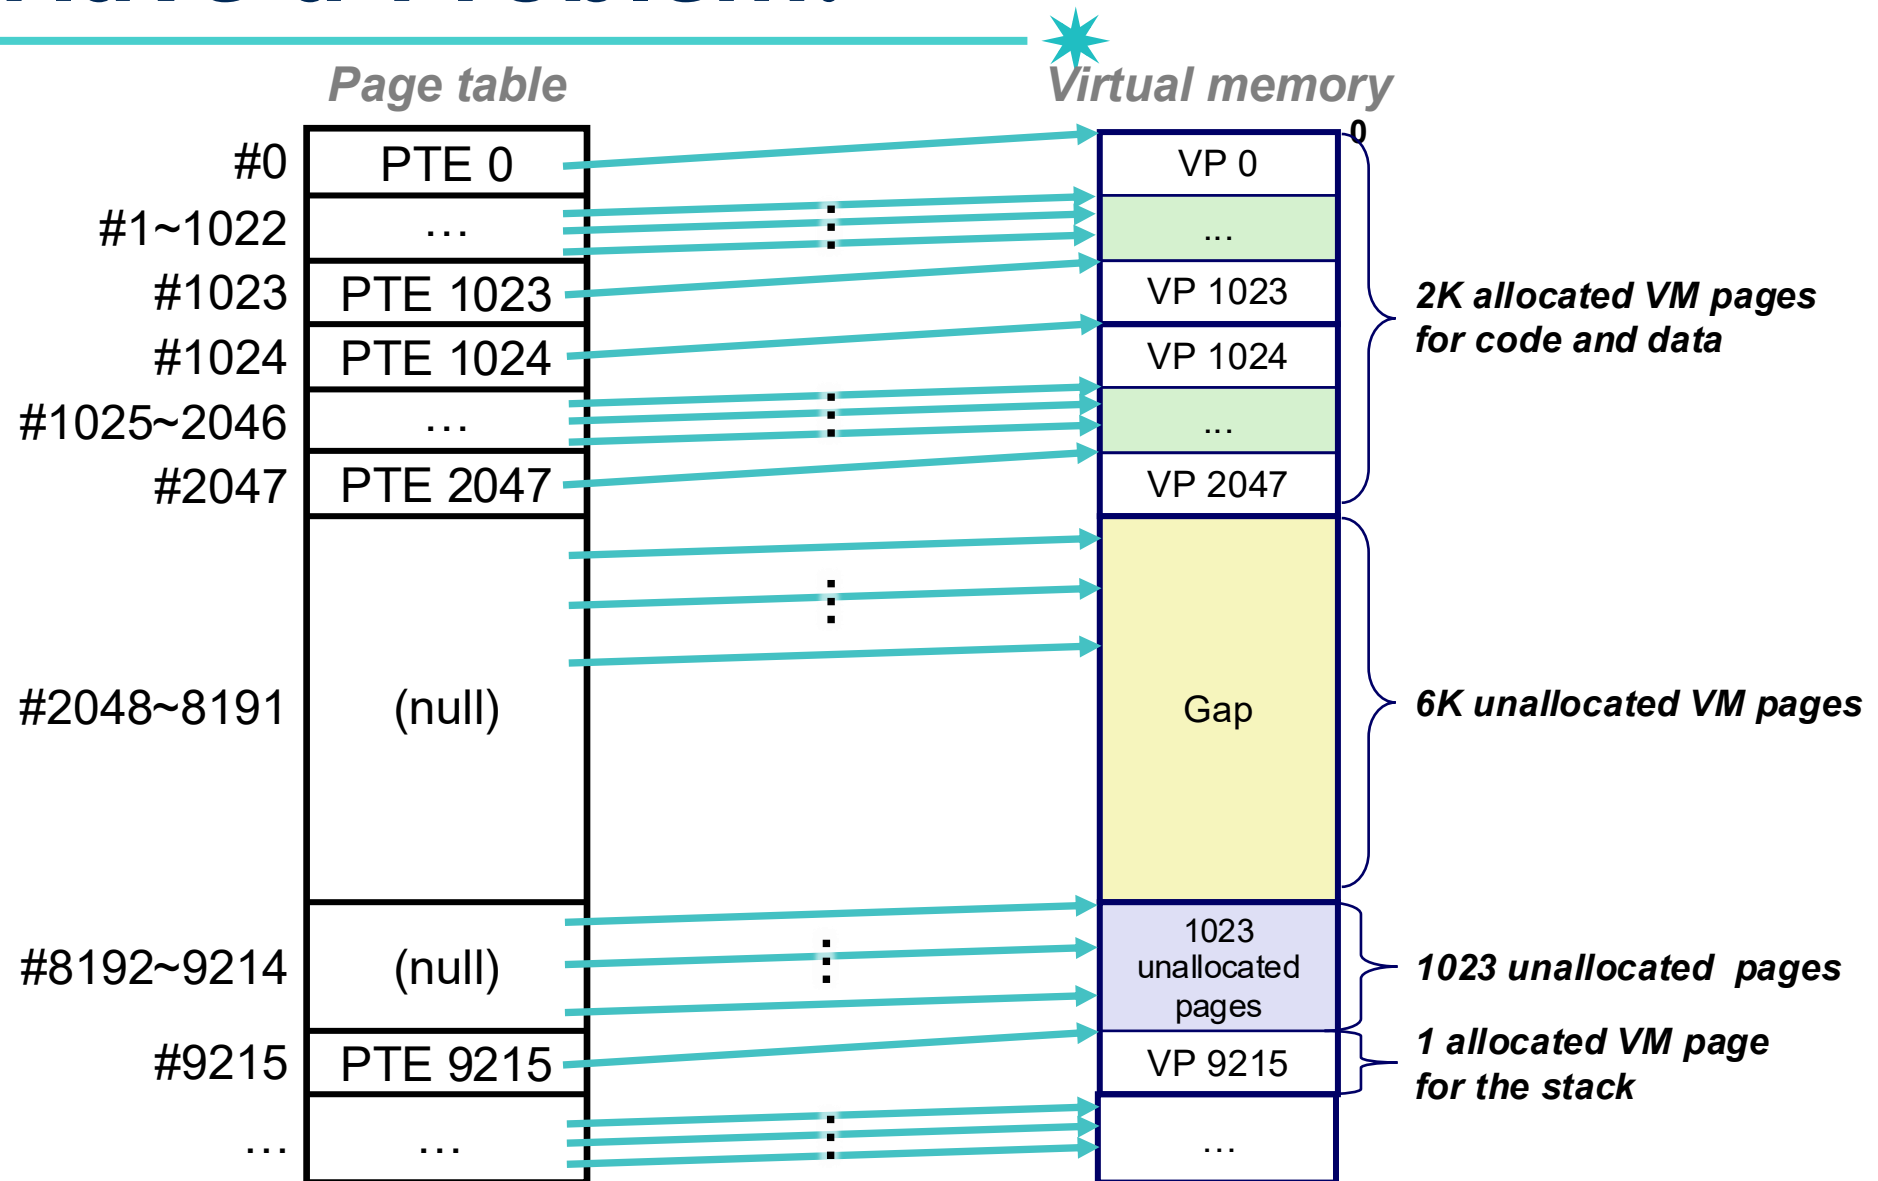 Page table
Virtual memory
0
#0
PTE 0
VP 0
#1~1022
...
...
#1023
PTE 1023
VP 1023
2K allocated VM pages
for code and data
#1024
PTE 1024
VP 1024
#1025~2046
...
...
#2047
PTE 2047
VP 2047
#2048~8191
(null)
Gap
6K unallocated VM pages
#8192~9214
(null)
1023
unallocated
pages
1023 unallocated pages
#9215
PTE 9215
VP 9215
1 allocated VM page
for the stack
...
...
...